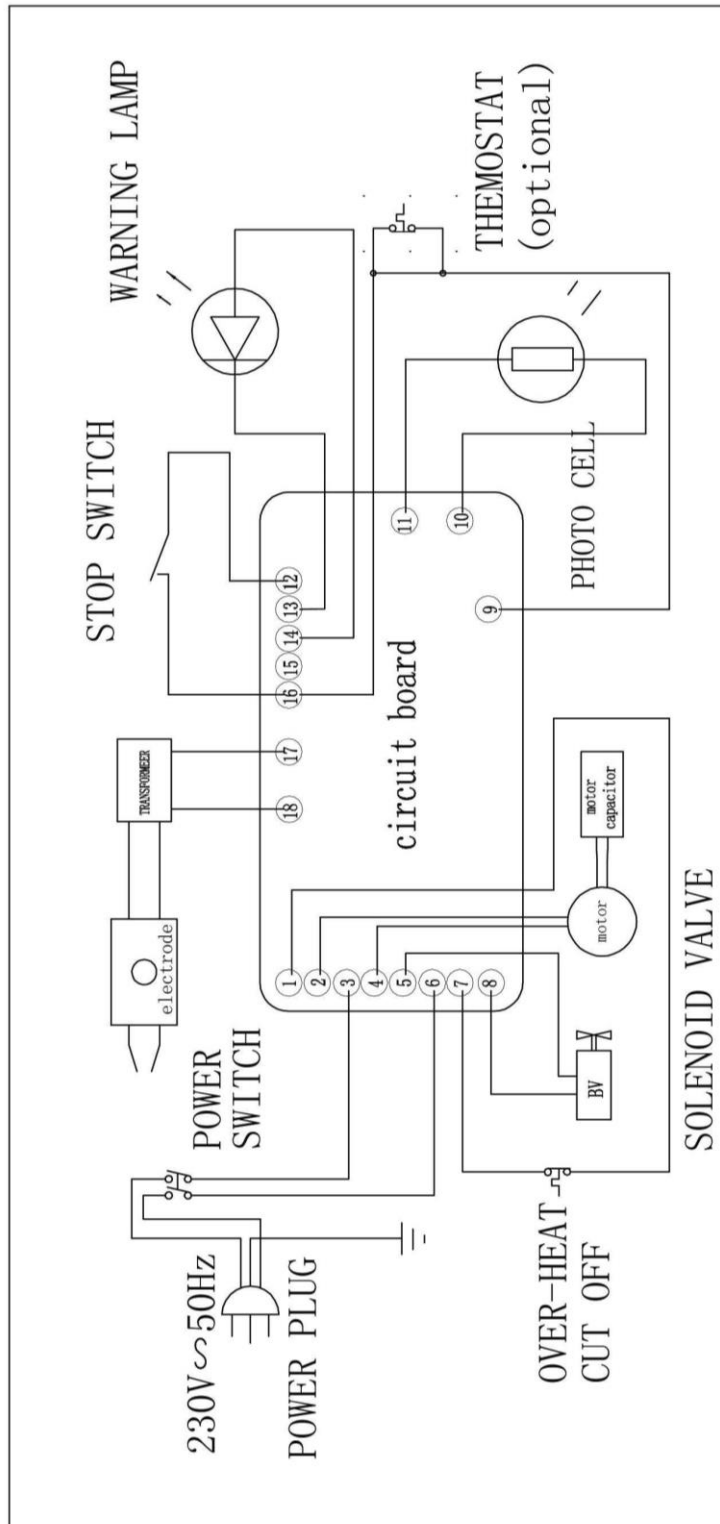 230V∽50Hz
POWER PLUG
POWER
SWITCH
electrode
TRANSFORMEER
STOP SWITCH
WARNING LAMP
THEMOSTAT
(optional)
PHOTO CELL
circuit board
1
2
3
4
5
6
7
8
9
10
11
12
13
14
15
16
17
18
motor
motor
capacitor
BV
SOLENOID VALVE
OVER-HEAT
CUT OFF